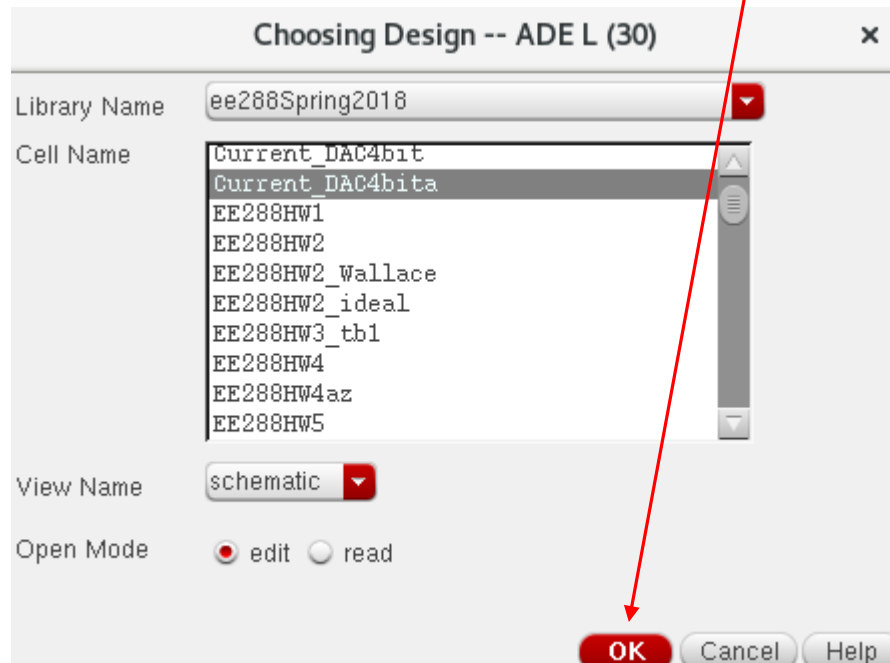 Choosing Design -- ADE L (30)
Library Name
ee288Spring2018
Cell Name
Current_DAC4bit
Current_DAC4bita
EE288HW1
EE288HW2
EE288HW2_Wallace
EE288HW2_ideal
EE288HW3_tb1
EE288HW4
EE288HW4az
EE288HW5
View Name
schematic
Open Mode
edit
read
OK
Cancel
Help